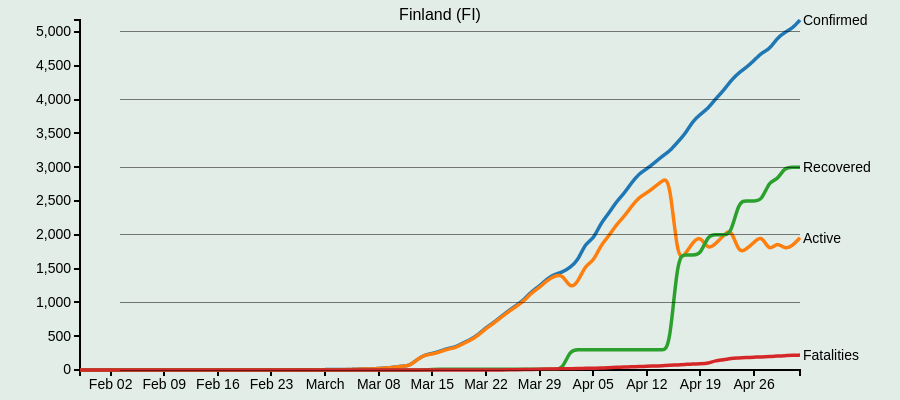 Finland (FI)
5,000
4,500
4,000
3,500
3,000
2,500
2,000
1,500
1,000
500
0
Confirmed
Recovered
Active
Fatalities
Feb 02 Feb 09 Feb 16 Feb 23 March Mar 08 Mar 15 Mar 22 Mar 29 Apr 05 Apr 12 Apr 19 Apr 26